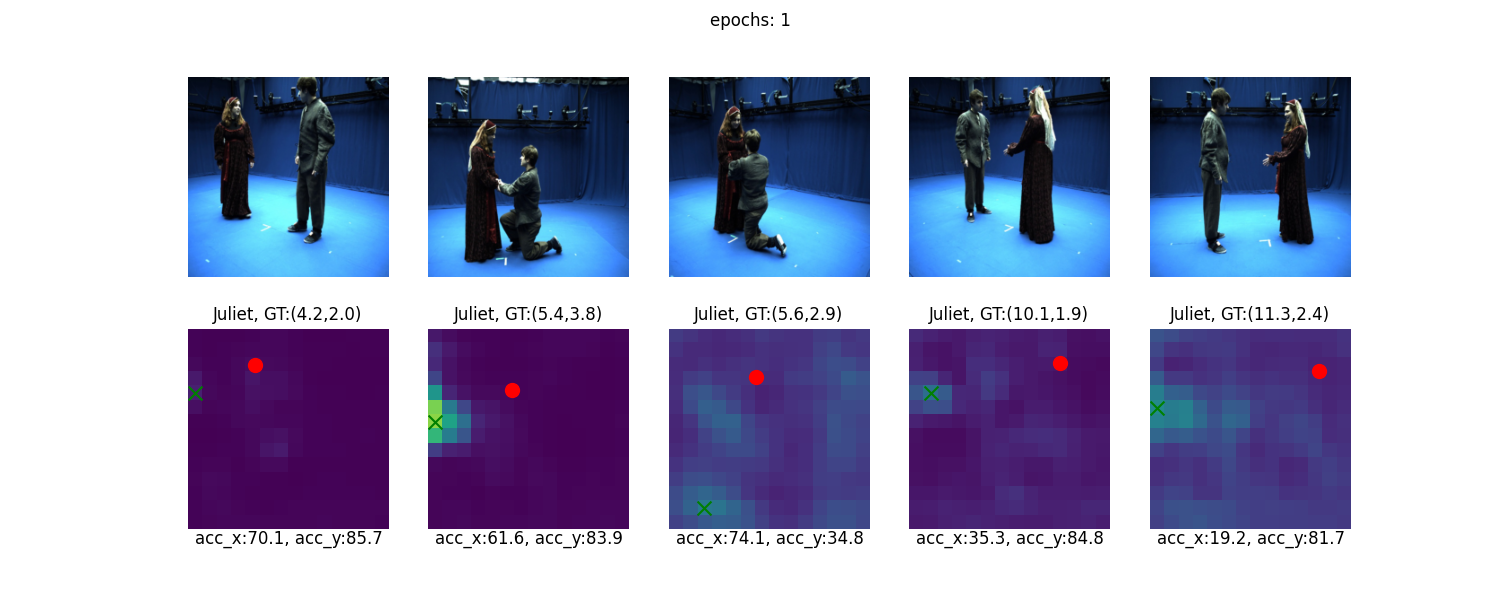 epochs: 1
Juliet, GT:(4.2,2.0)
Juliet, GT:(5.4,3.8)
Juliet, GT:(5.6,2.9)
Juliet, GT:(10.1,1.9)
Juliet, GT:(11.3,2.4)
acc_x:70.1, acc_y:85.7
acc_x:61.6, acc_y:83.9
acc_x:74.1, acc_y:34.8
acc_x:35.3, acc_y:84.8
acc_x:19.2, acc_y:81.7